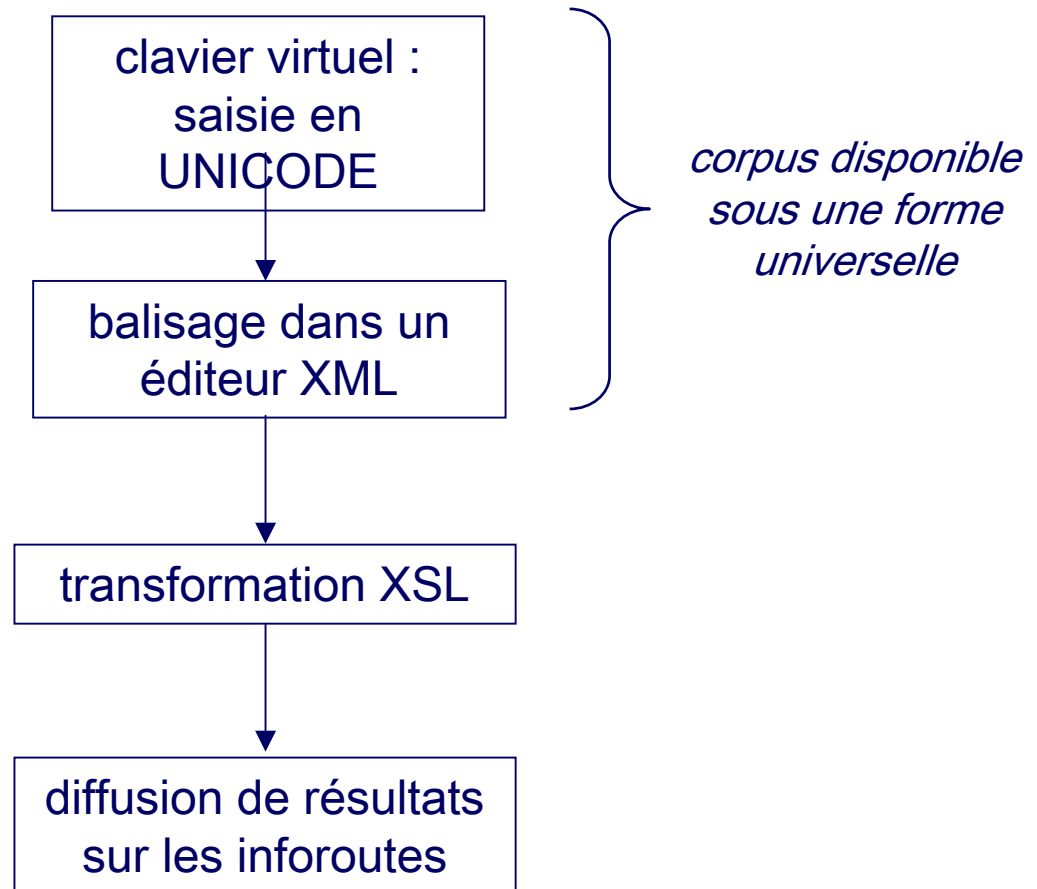 clavier virtuel :
saisie en
UNICODE
corpus disponible
sous une forme
universelle
balisage dans un
éditeur XML
transformation XSL
diffusion de résultats
sur les inforoutes